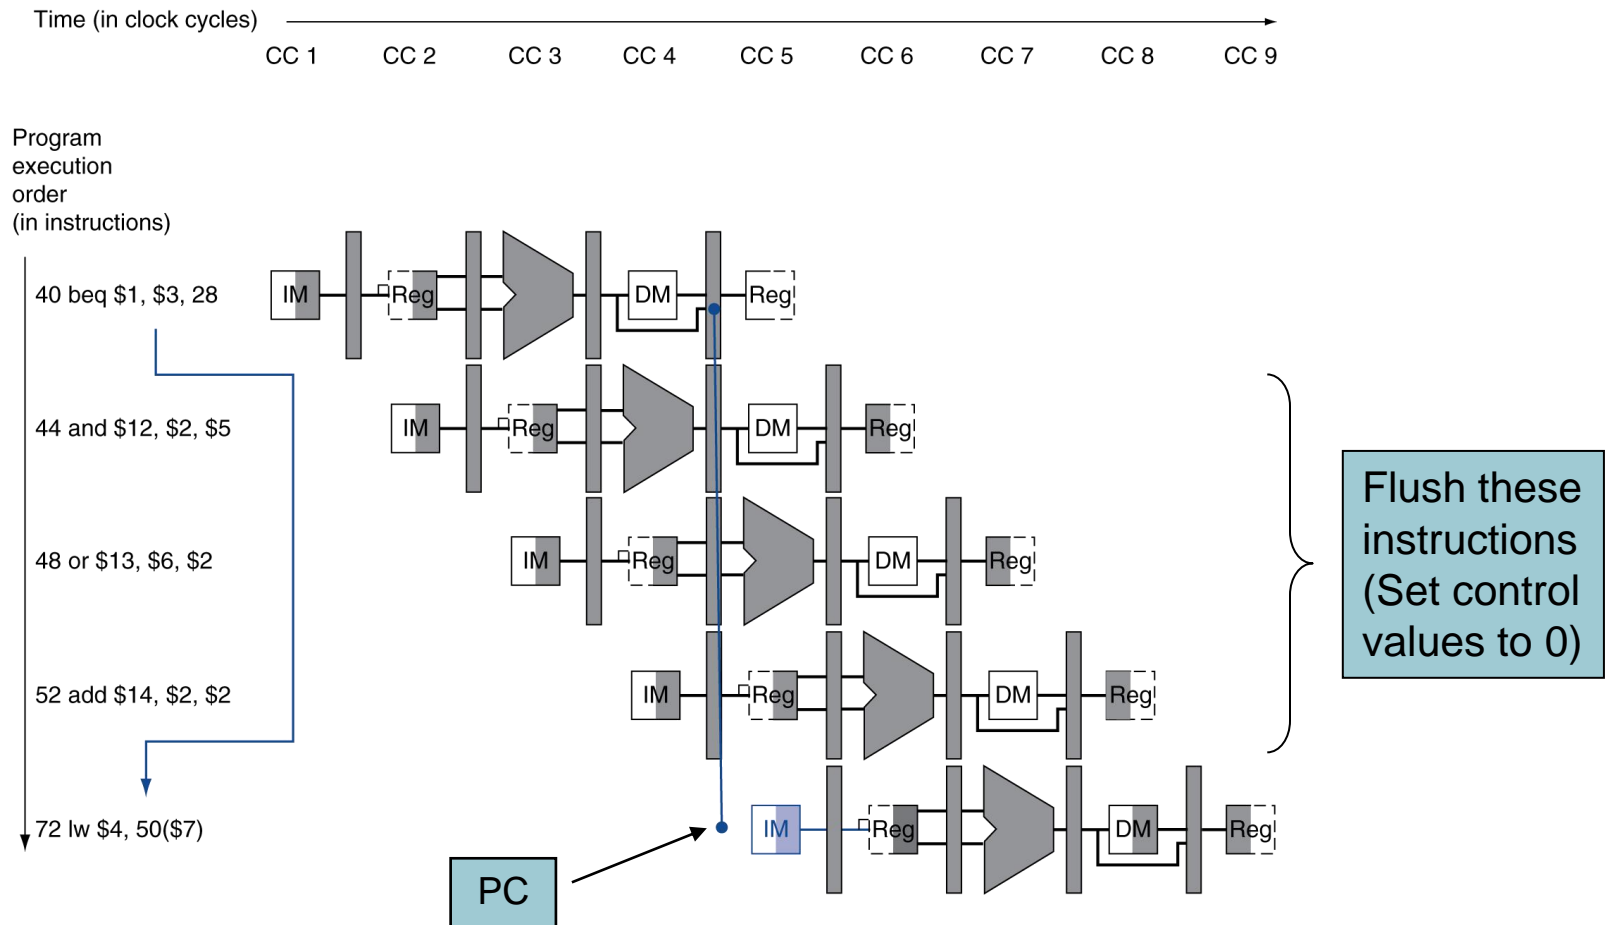 Time (in clock cycles)
CC 1 CC 2 CC 3 CC 4 CC 5 CC 6 CC 7 CC 8 CC 9
Program
execution
order
(in instructions)
40 beq $1, $3, 28
IM Reg DM Reg
44 and $12, $2, $5
IM Reg DM Reg
48 or $13, $6, $2
IM Reg DM Reg
52 add $14, $2, $2
IM Reg DM Reg
72 lw $4, 50($7)
IM Reg DM Reg
PC
Flush these
instructions
(Set control
values to 0)